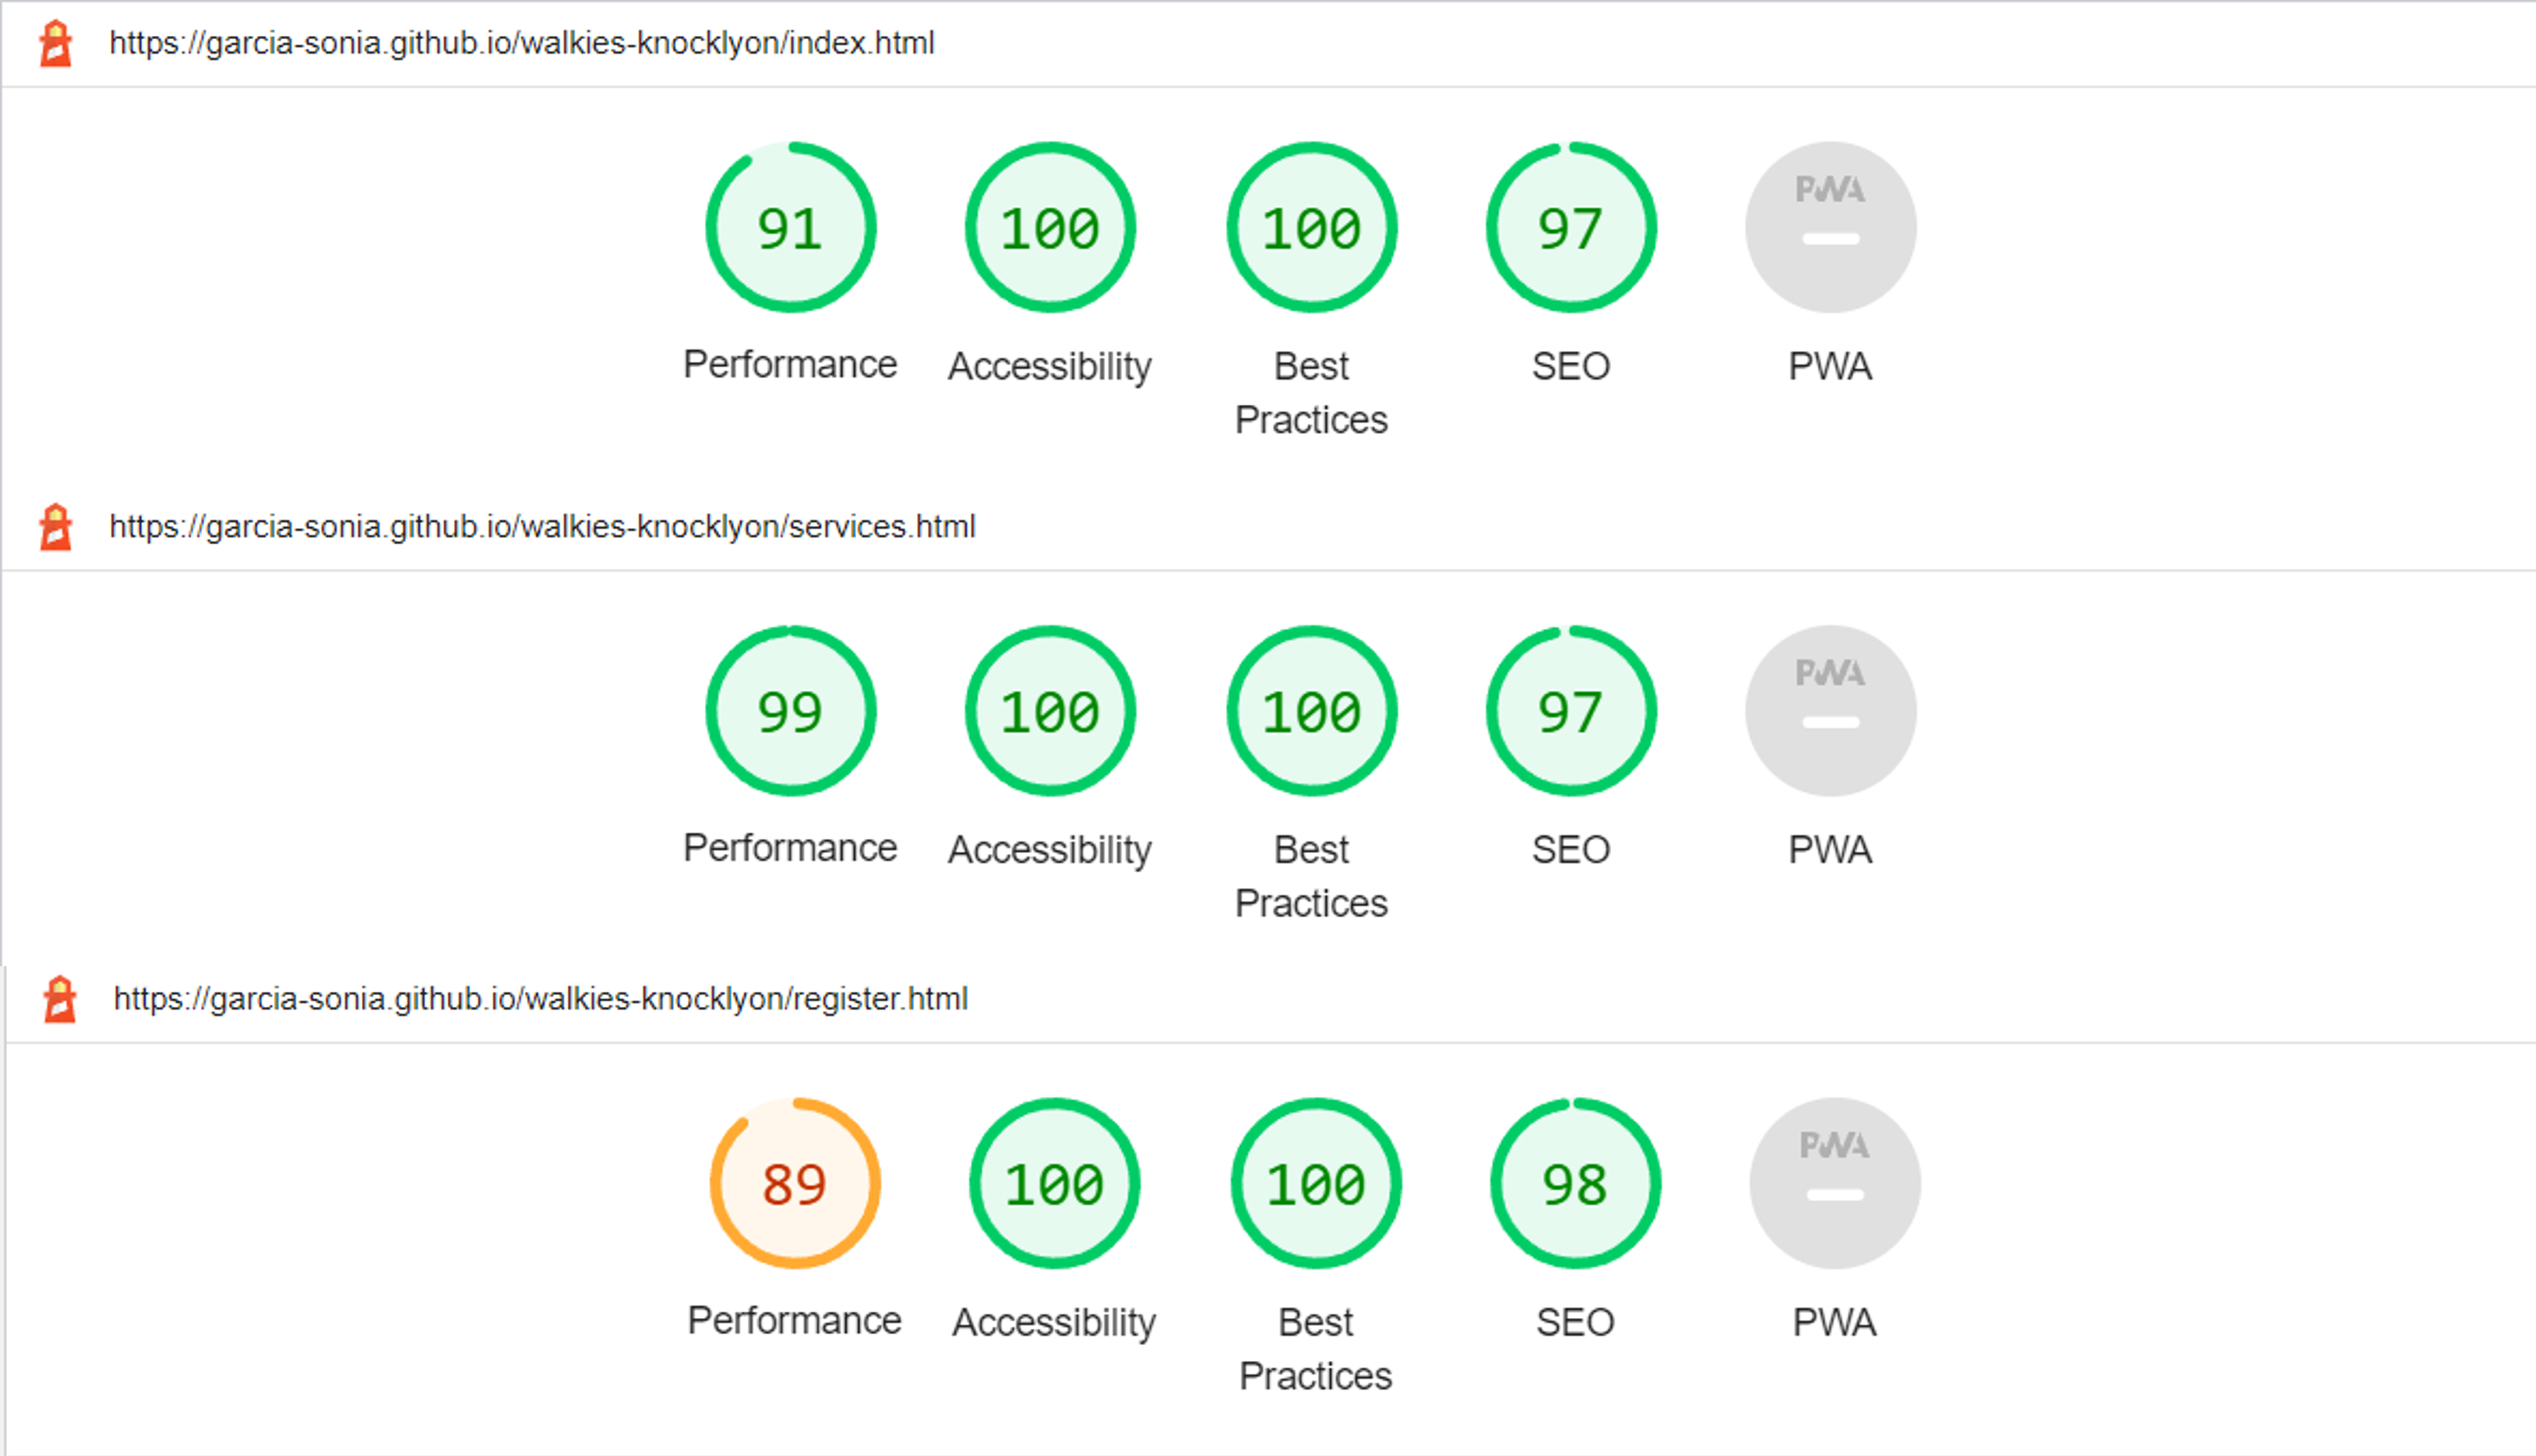 https://garcia-sonia.github.io/walkies-knocklyon/index.html
91 100 100 97 PWA
Performance Accessibility Best Practices SEO PWA
https://garcia-sonia.github.io/walkies-knocklyon/services.html
99 100 100 97 PWA
Performance Accessibility Best Practices SEO PWA
https://garcia-sonia.github.io/walkies-knocklyon/register.html
89 100 100 98 PWA
Performance Accessibility Best Practices SEO PWA